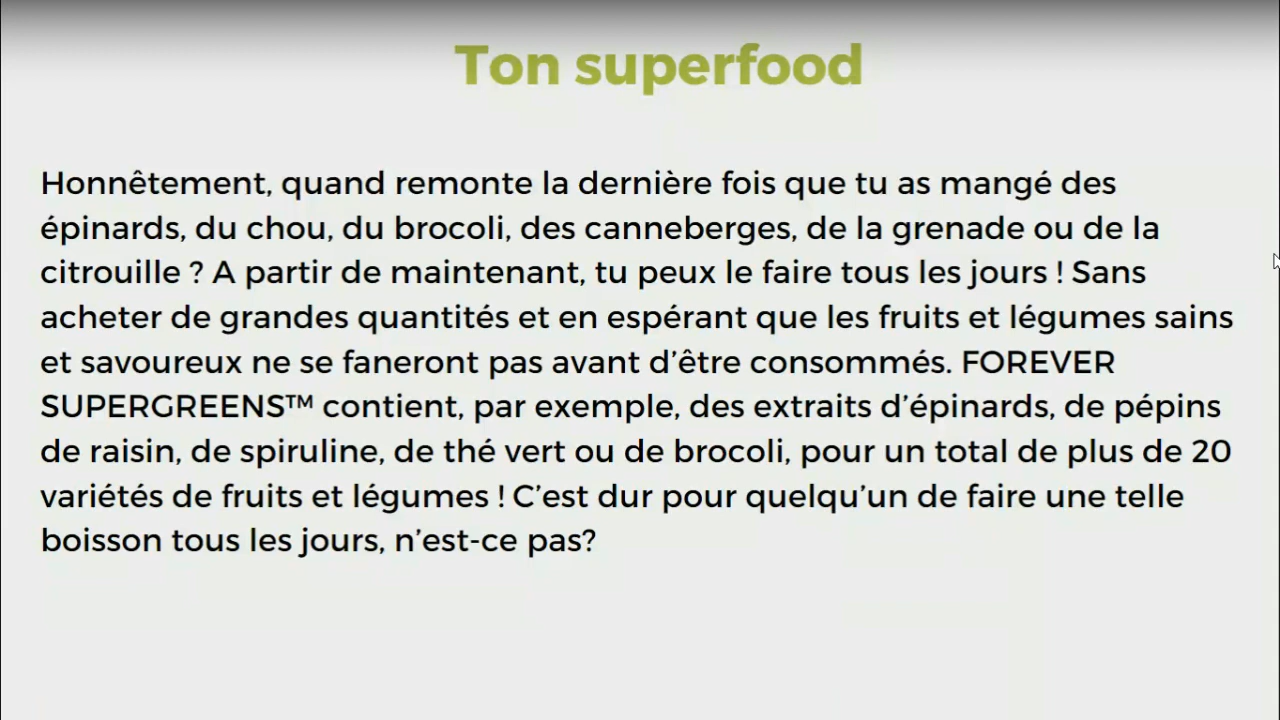 Ton superfood
Honnêtement, quand remonte la dernière fois que tu as mangé des
épinards, du chou, du brocoli, des canneberges, de la grenade ou de la
citrouille ? A partir de maintenant, tu peux le faire tous les jours ! Sans
acheter de grandes quantités et en espérant que les fruits et légumes sains
et savoureux ne se faneront pas avant d’être consommés. FOREVER
SUPERGREENS™ contient, par exemple, des extraits d’épinards, de pépins
de raisin, de spiruline, de thé vert ou de brocoli, pour un total de plus de 20
variétés de fruits et légumes ! C’est dur pour quelqu’un de faire une telle
boisson tous les jours, n’est-ce pas?